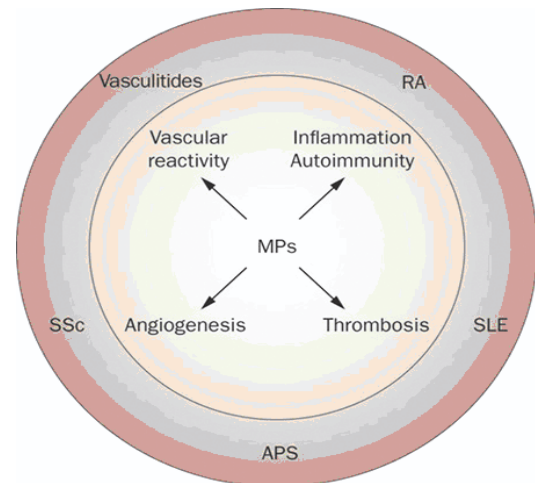 Vasculitides
RA
Vascular
reactivity
Inflammation
Autoimmunity
MPs
SSc
Angiogenesis
Thrombosis
SLE
APS